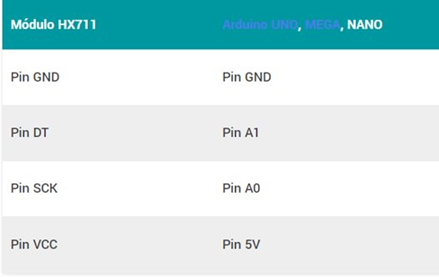 Módulo HX711 Arduino UNO, MEGA, NANO
Pin GND Pin GND
Pin DT Pin A1
Pin SCK Pin A0
Pin VCC Pin 5V